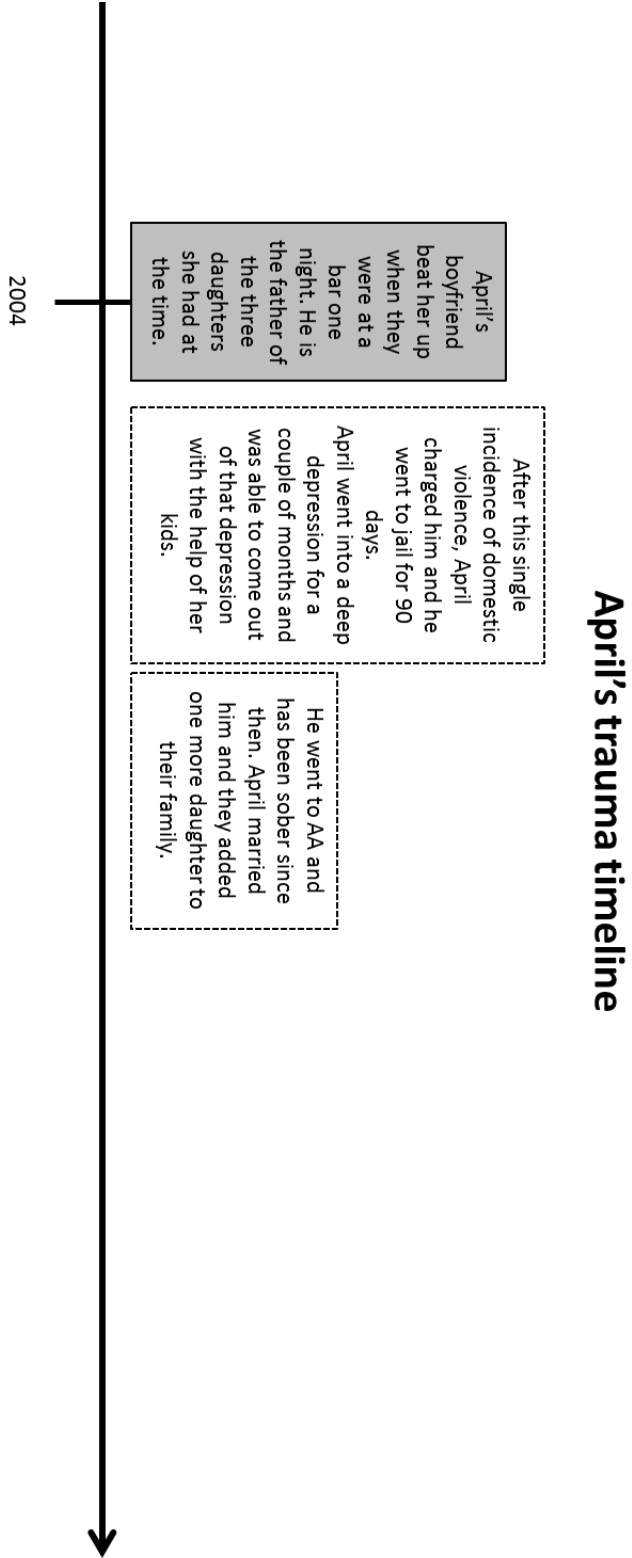 April's trauma timeline
April's
boyfriend
beat her up
when they
were at a
bar one
night. He is
the father of
the three
daughters
she had at
the time.
After this single
incidence of domestic
violence, April
charged him and he
went to jail for 90
days.
April went into a deep
depression for a
couple of months and
was able to come out
of that depression
with the help of her
kids.
He went to AA and
has been sober since
then. April married
him and they added
one more daughter to
their family.
2004